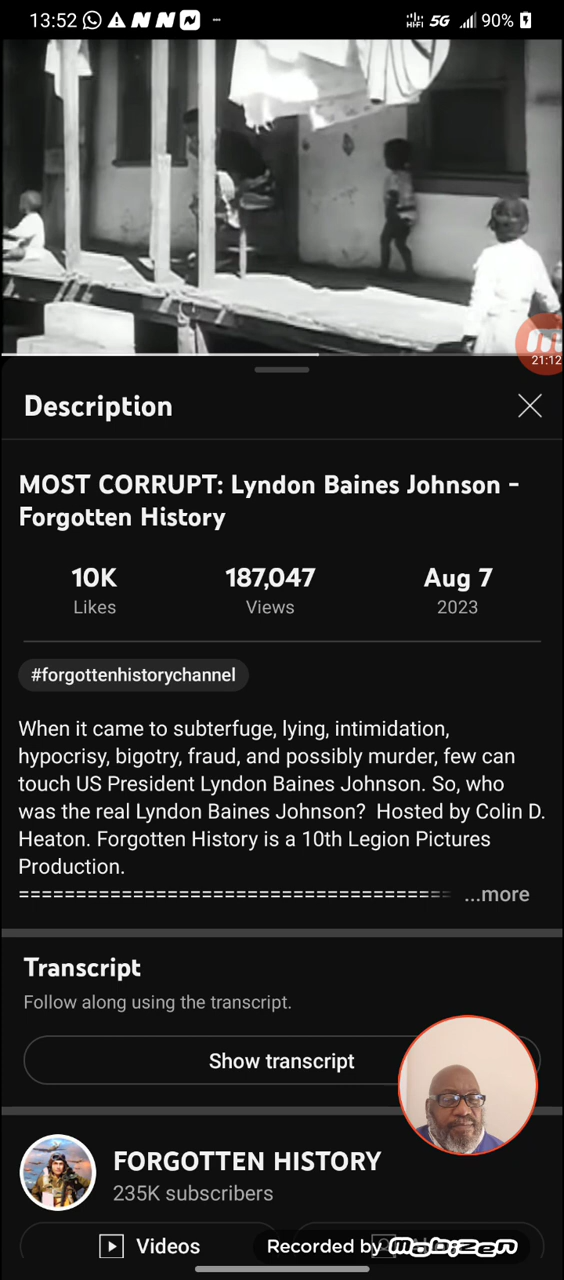 13:52
HIFI 5G 90%
21:12
Description
MOST CORRUPT: Lyndon Baines Johnson -
Forgotten History
10K 187,047 Aug 7
Likes Views 2023
#forgottenhistorychannel
When it came to subterfuge, lying, intimidation,
hypocrisy, bigotry, fraud, and possibly murder, few can
touch US President Lyndon Baines Johnson. So, who
was the real Lyndon Baines Johnson? Hosted by Colin D.
Heaton. Forgotten History is a 10th Legion Pictures
Production.
====================================== ...more
Transcript
Follow along using the transcript.
Show transcript
FORGOTTEN HISTORY
235K subscribers
Videos
Recorded by mobizen